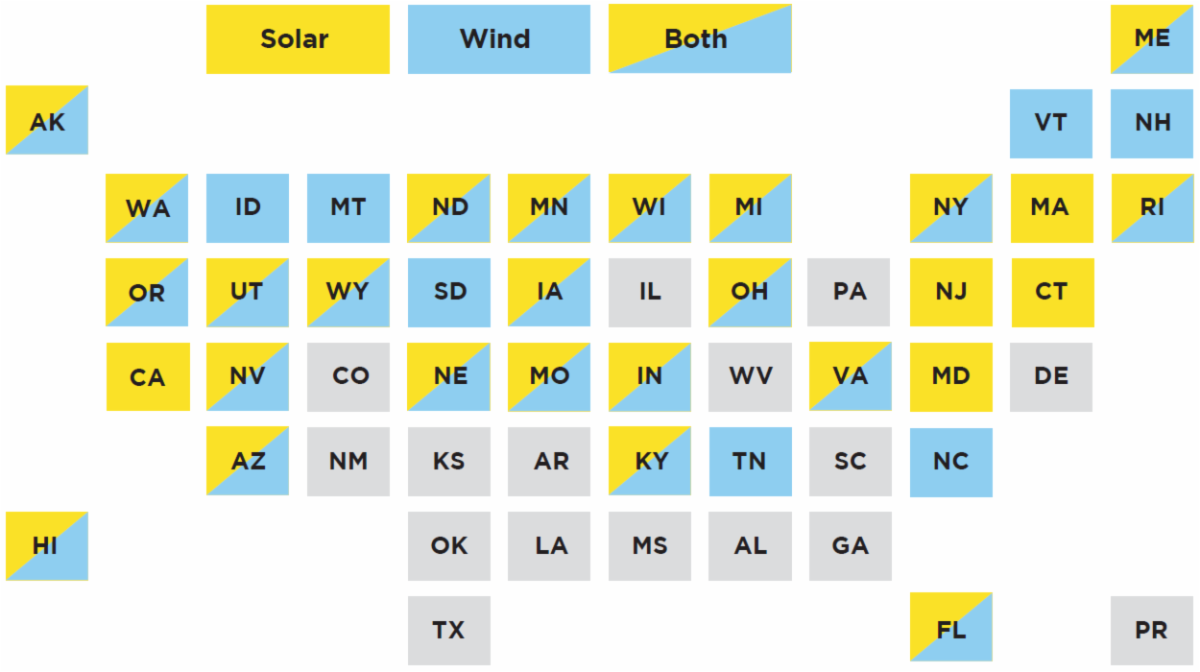 Solar Wind Both ME
AK VT NH
WA ID MT ND MN WI MI NY MA RI
OR UT WY SD IA IL OH PA NJ CT
CA NV CO NE MO IN WV VA MD DE
AZ NM KS AR KY TN SC NC
HI OK LA MS AL GA
TX FL PR